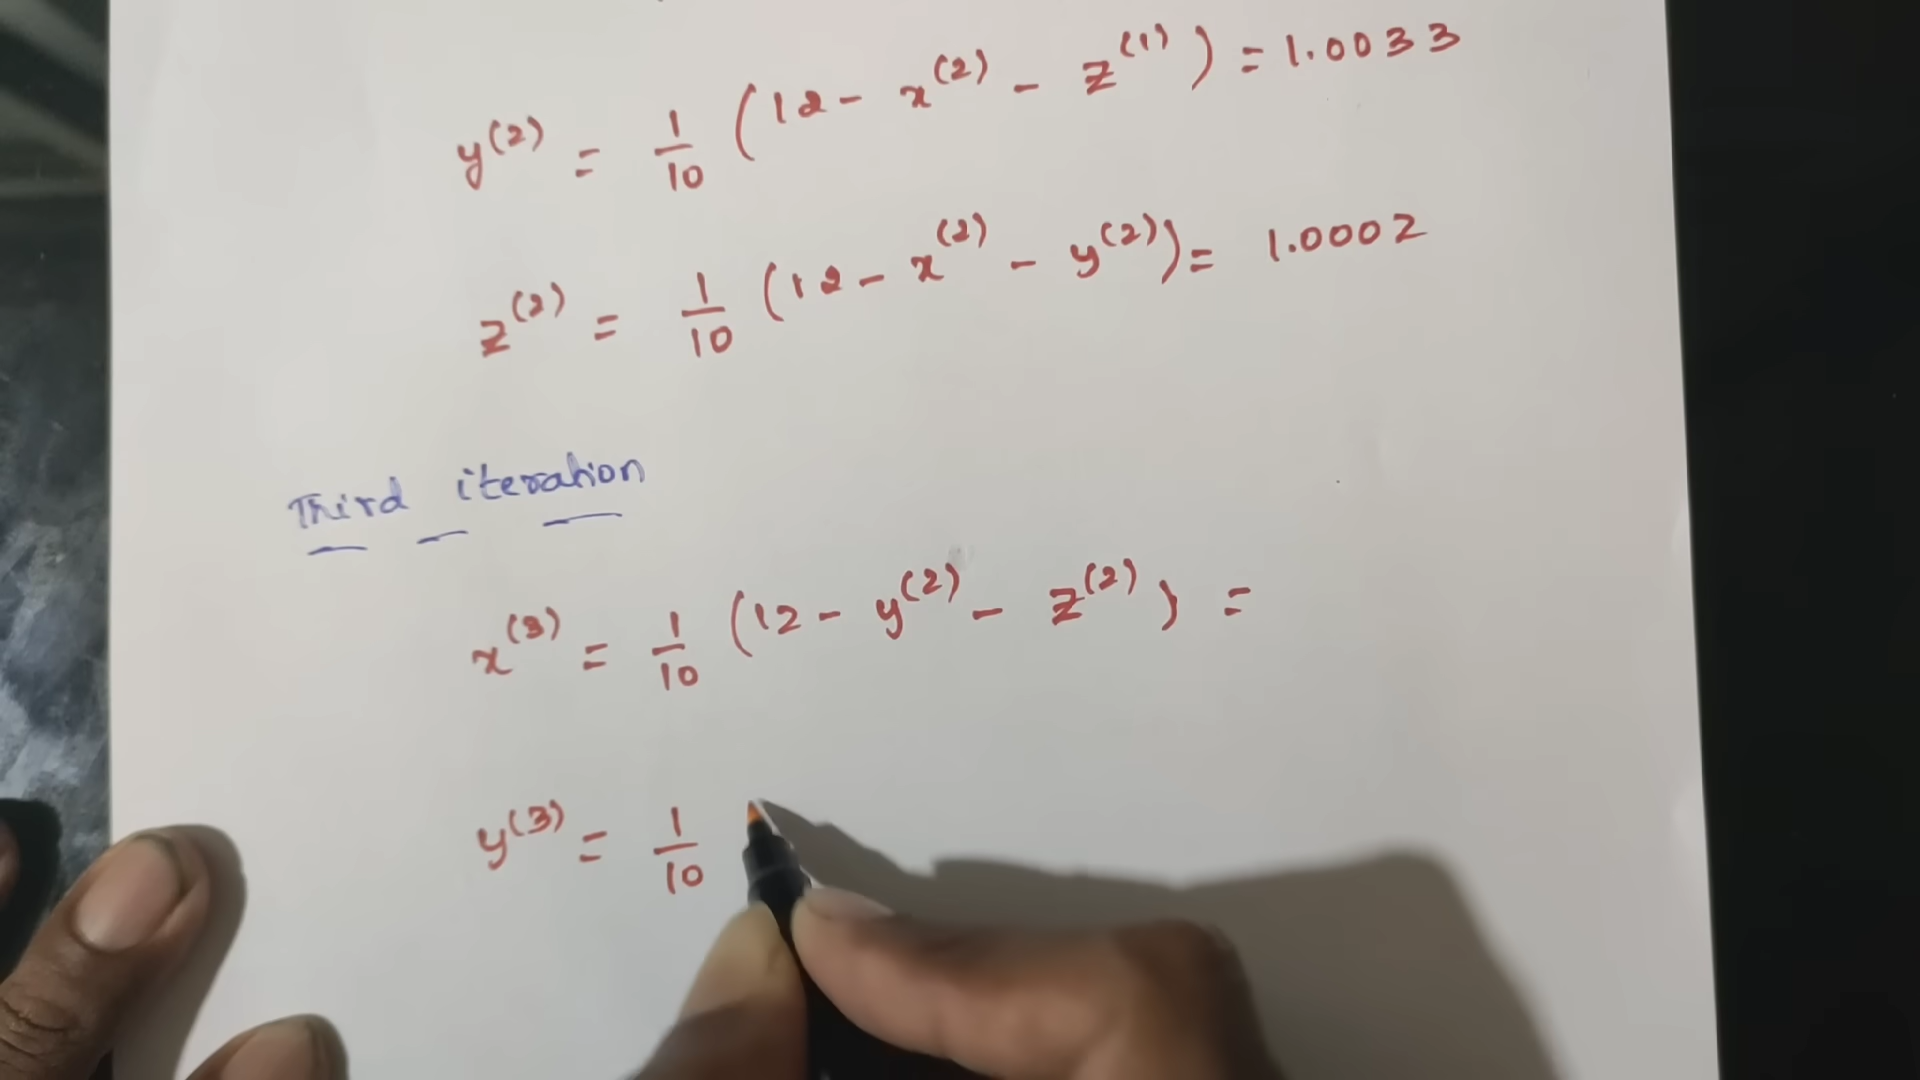 y^(2) = 1/10 (12 - x^(2) - z^(1)) = 1.0033
z^(2) = 1/10 (12 - x^(2) - y^(2)) = 1.0002
Third iteration
x^(3) = 1/10 (12 - y^(2) - z^(2)) =
y^(3) = 1/10